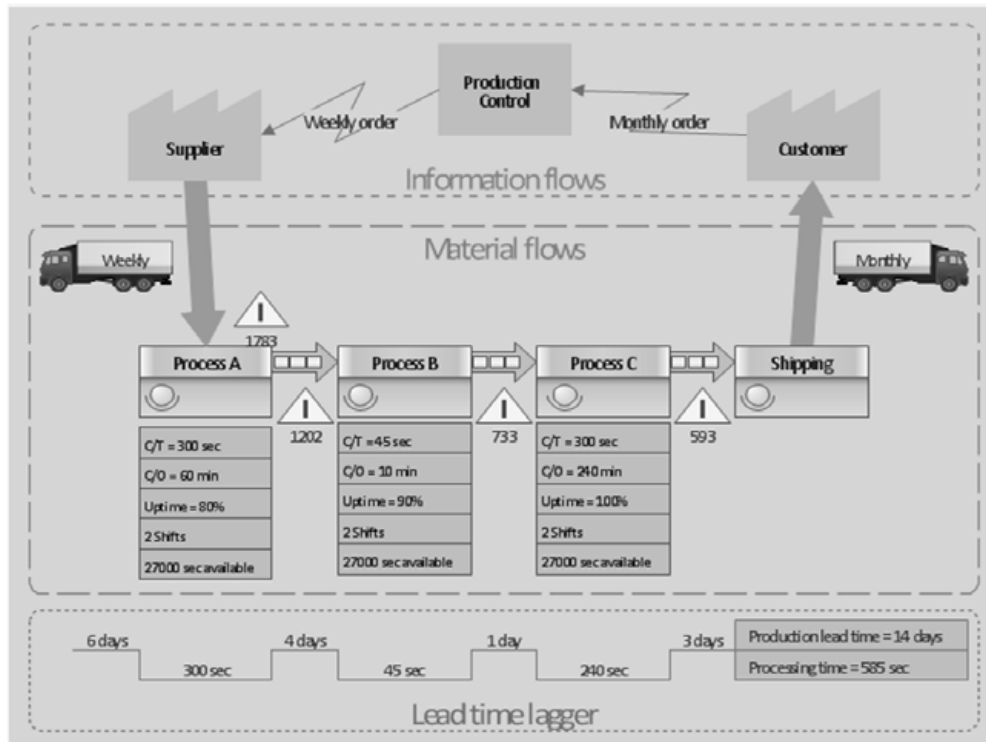 Production
Control
Weekly order
Monthly order
Supplier
Customer
Information flows
Material flows
Weekly
Monthly
I
1783
Process A
Process B
Process C
Shipping
I
1202
I
733
I
593
C/T = 300 sec
C/O = 60 min
Uptime = 80%
2 Shifts
27000 sec available
C/T = 45 sec
C/O = 10 min
Uptime = 90%
2 Shifts
27000 sec available
C/T = 300 sec
C/O = 240 min
Uptime = 100%
2 Shifts
27000 sec available
6 days
4 days
1 day
3 days
300 sec
45 sec
240 sec
Production lead time = 14 days
Processing time = 585 sec
Lead time lagger